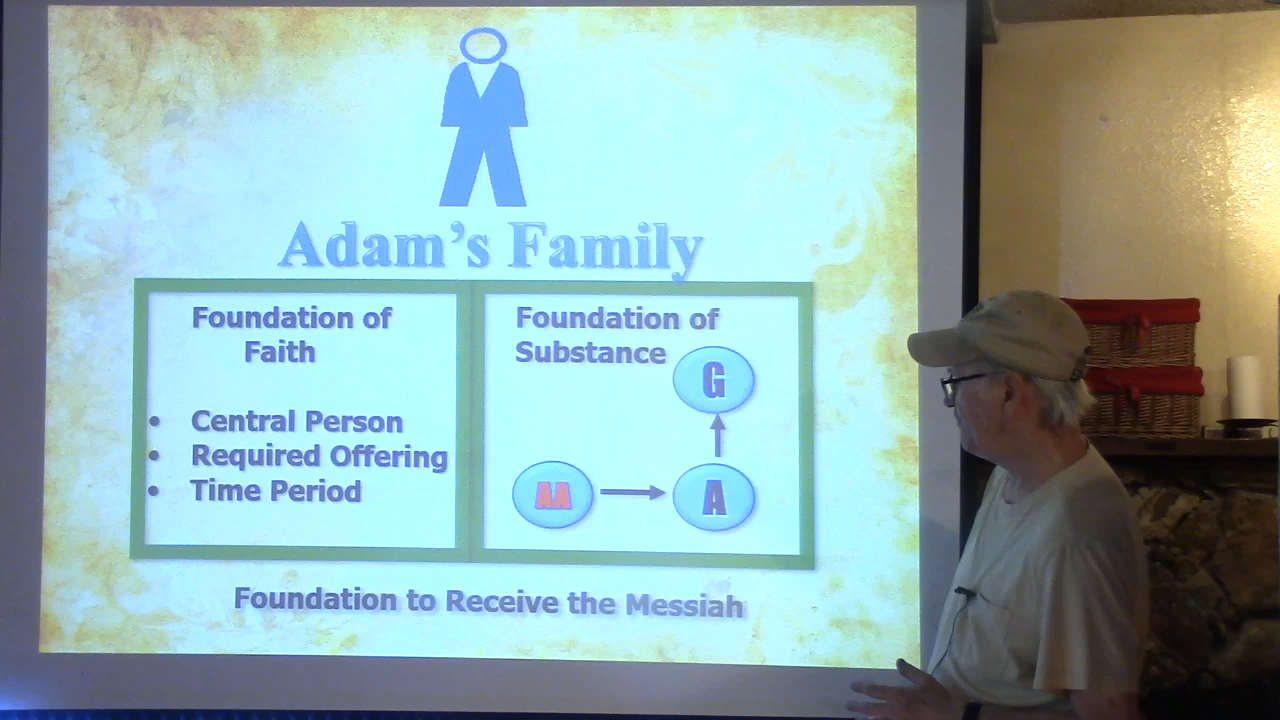 Adam's Family
Foundation of
Faith
• Central Person
• Required Offering
• Time Period
Foundation of
Substance
G
AA
A
Foundation to Receive the Messiah